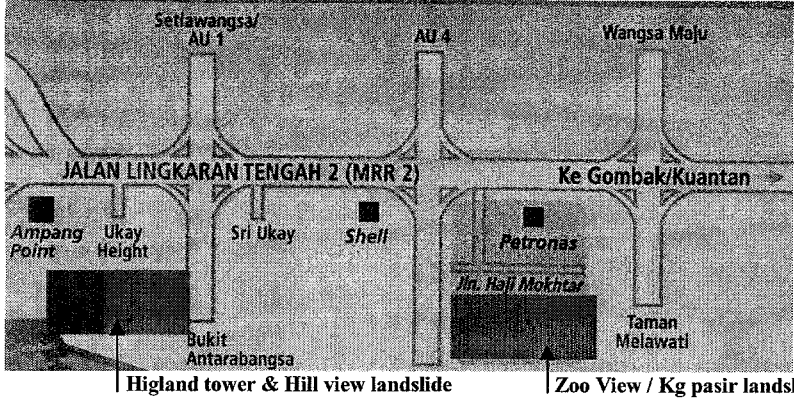 Setiawangsa/
AU 1
AU 4
Wangsa Maju
JALAN LINGKARAN TENGAH 2 (MRR 2)
Ke Gombak/Kuantan
Ampang
Point
Ukay
Height
Sri Ukay
Shell
Petronas
Jln. Haji Mokhtar
Bukit
Antarabangsa
Taman
Melawati
Higland tower & Hill view landslide
Zoo View / Kg pasir landsl